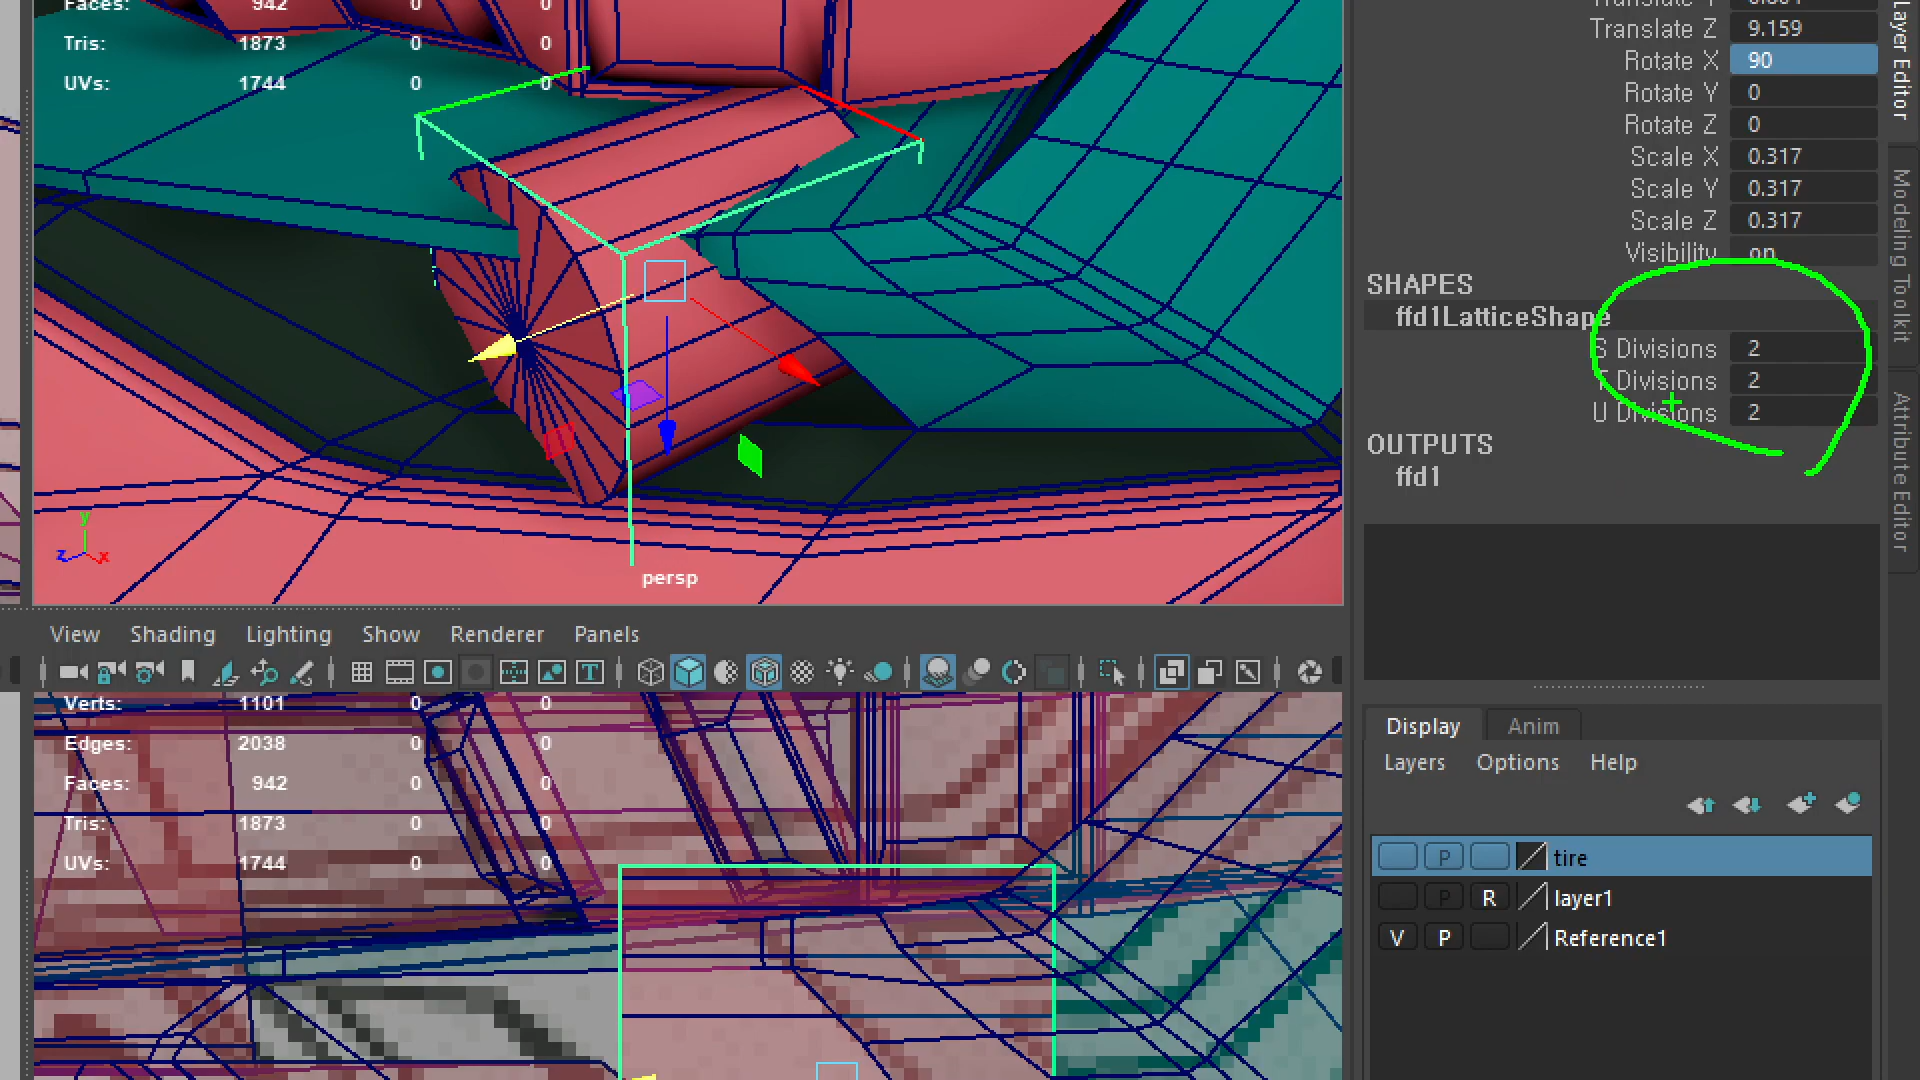 Faces: 942 0 0
Tris: 1873 0 0
UVs: 1744 0 0
y
z x
persp
Translate Z 9.159
Rotate X 90
Rotate Y 0
Rotate Z 0
Scale X 0.317
Scale Y 0.317
Scale Z 0.317
Visibility on
SHAPES
ffd1LatticeShape
S Divisions 2
T Divisions 2
U Divisions 2
OUTPUTS
ffd1
Layer Editor
Modeling Toolkit
Attribute Editor
View Shading Lighting Show Renderer Panels
Verts: 1101 0 0
Edges: 2038 0 0
Faces: 942 0 0
Tris: 1873 0 0
UVs: 1744 0 0
Display Anim
Layers Options Help
P tire
P R layer1
V P Reference1